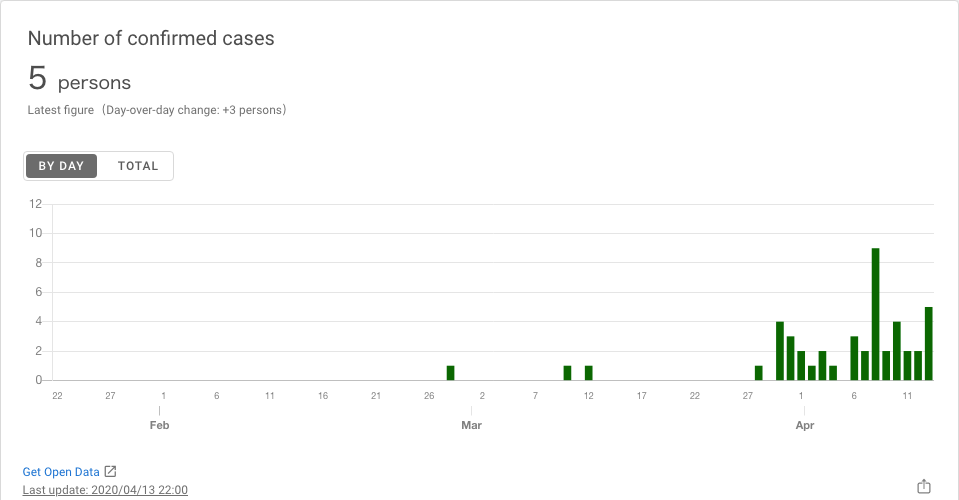 Number of confirmed cases
5 persons
Latest figure（Day-over-day change: +3 persons）
BY DAY TOTAL
12
10
8
6
4
2
0
22 27 1 6 11 16 21 26 2 7 12 17 22 27 1 6 11
Feb Mar Apr
Get Open Data
Last update: 2020/04/13 22:00